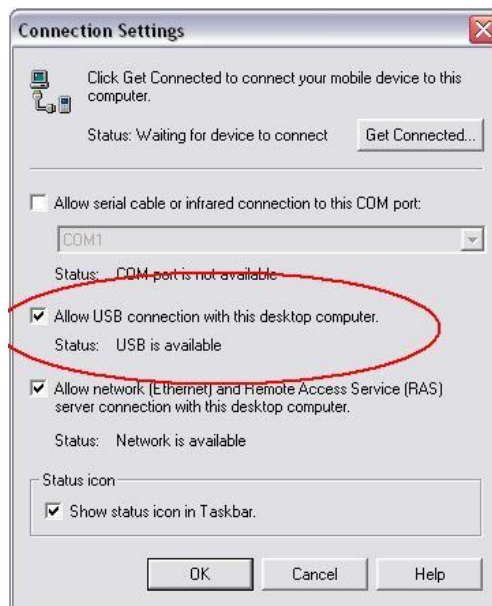 Connection Settings
Click Get Connected to connect your mobile device to this
computer.
Status: Waiting for device to connect
Get Connected...
Allow serial cable or infrared connection to this COM port:
COM1
Status: COM port is not available
Allow USB connection with this desktop computer.
Status: USB is available
Allow network (Ethernet) and Remote Access Service (RAS)
server connection with this desktop computer.
Status: Network is available
Status icon
Show status icon in Taskbar.
OK
Cancel
Help